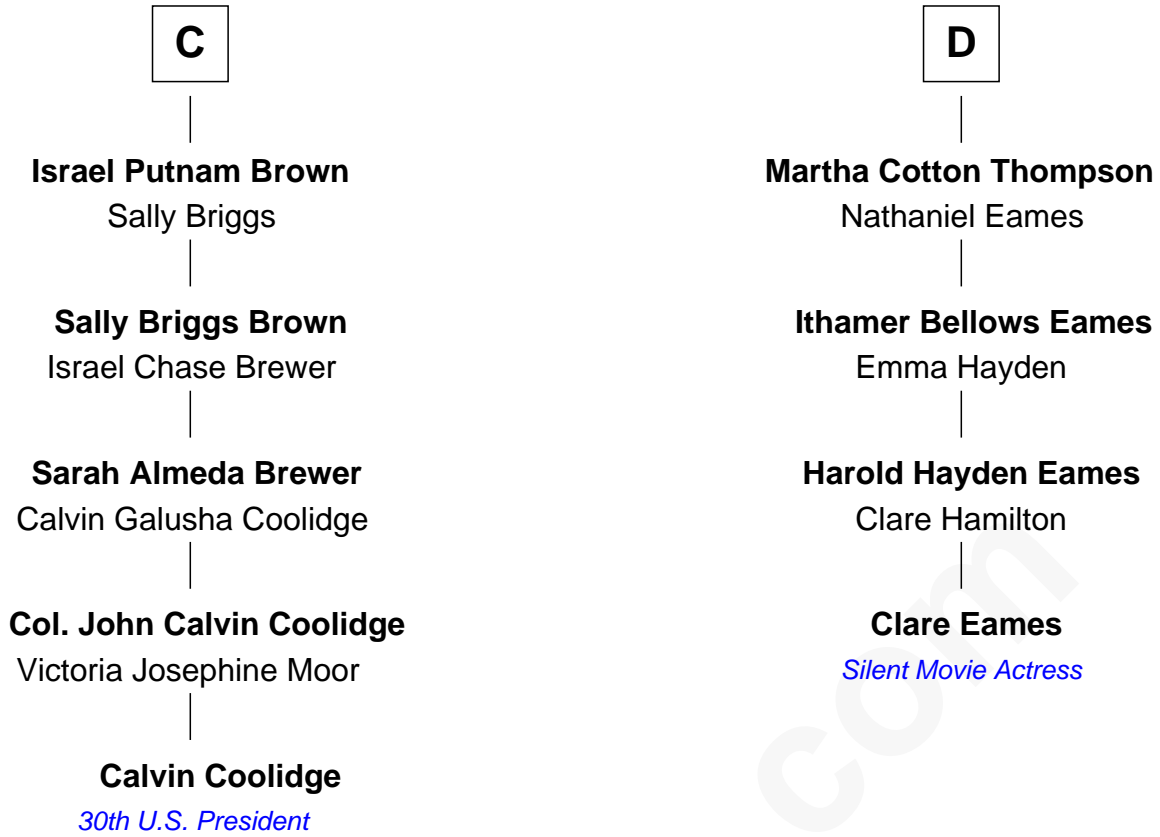 C
Israel Putnam Brown
Sally Briggs
Sally Briggs Brown
Israel Chase Brewer
Sarah Almeda Brewer
Calvin Galusha Coolidge
Col. John Calvin Coolidge
Victoria Josephine Moor
Calvin Coolidge
30th U.S. President
D
Martha Cotton Thompson
Nathaniel Eames
Ithamer Bellows Eames
Emma Hayden
Harold Hayden Eames
Clare Hamilton
Clare Eames
Silent Movie Actress
com